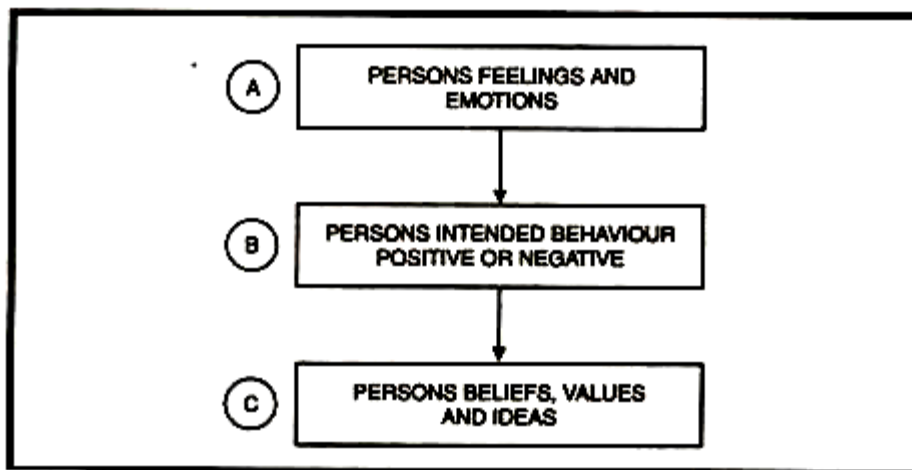 A
PERSONS FEELINGS AND
EMOTIONS
B
PERSONS INTENDED BEHAVIOUR
POSITIVE OR NEGATIVE
C
PERSONS BELIEFS, VALUES
AND IDEAS